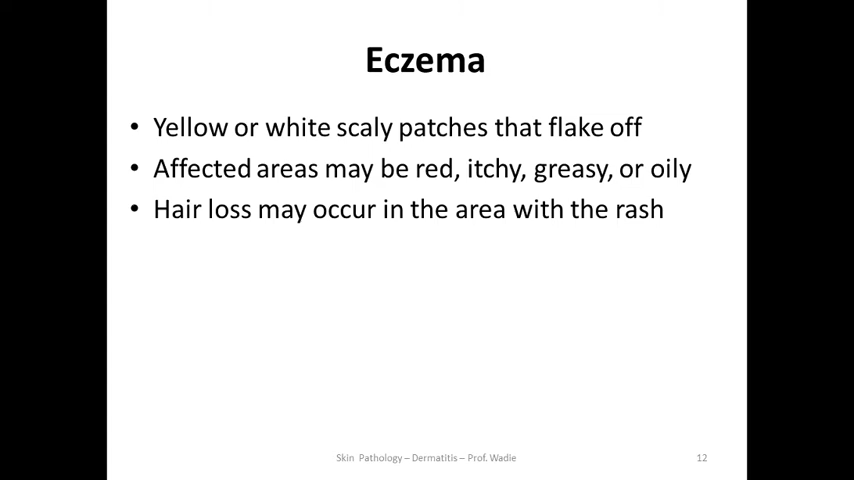 Eczema
• Yellow or white scaly patches that flake off
• Affected areas may be red, itchy, greasy, or oily
• Hair loss may occur in the area with the rash
Skin Pathology – Dermatitis – Prof. Wadie
12